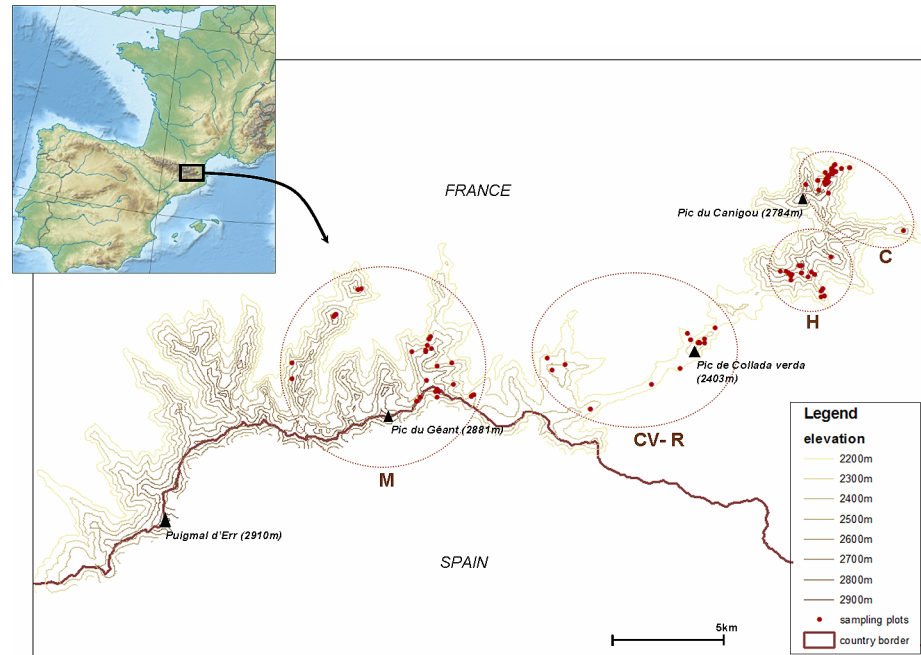 FRANCE
Pic du Canigou (2784m)
C
H
Pic de Collada verda
(2403m)
CV- R
Pic du Géant (2881m)
M
Puigmal d'Err (2910m)
SPAIN
5km
Legend
elevation
2200m
2300m
2400m
2500m
2600m
2700m
2800m
2900m
sampling plots
country border